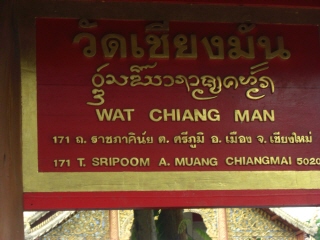 วัดเชียงมั่น
WAT CHIANG MAN
171 ถ. ราชภาคินัย ต. ศรีภูมิ อ. เมือง จ. เชียงใหม่
171 T. SRIPOOM A. MUANG CHIANGMAI 5020